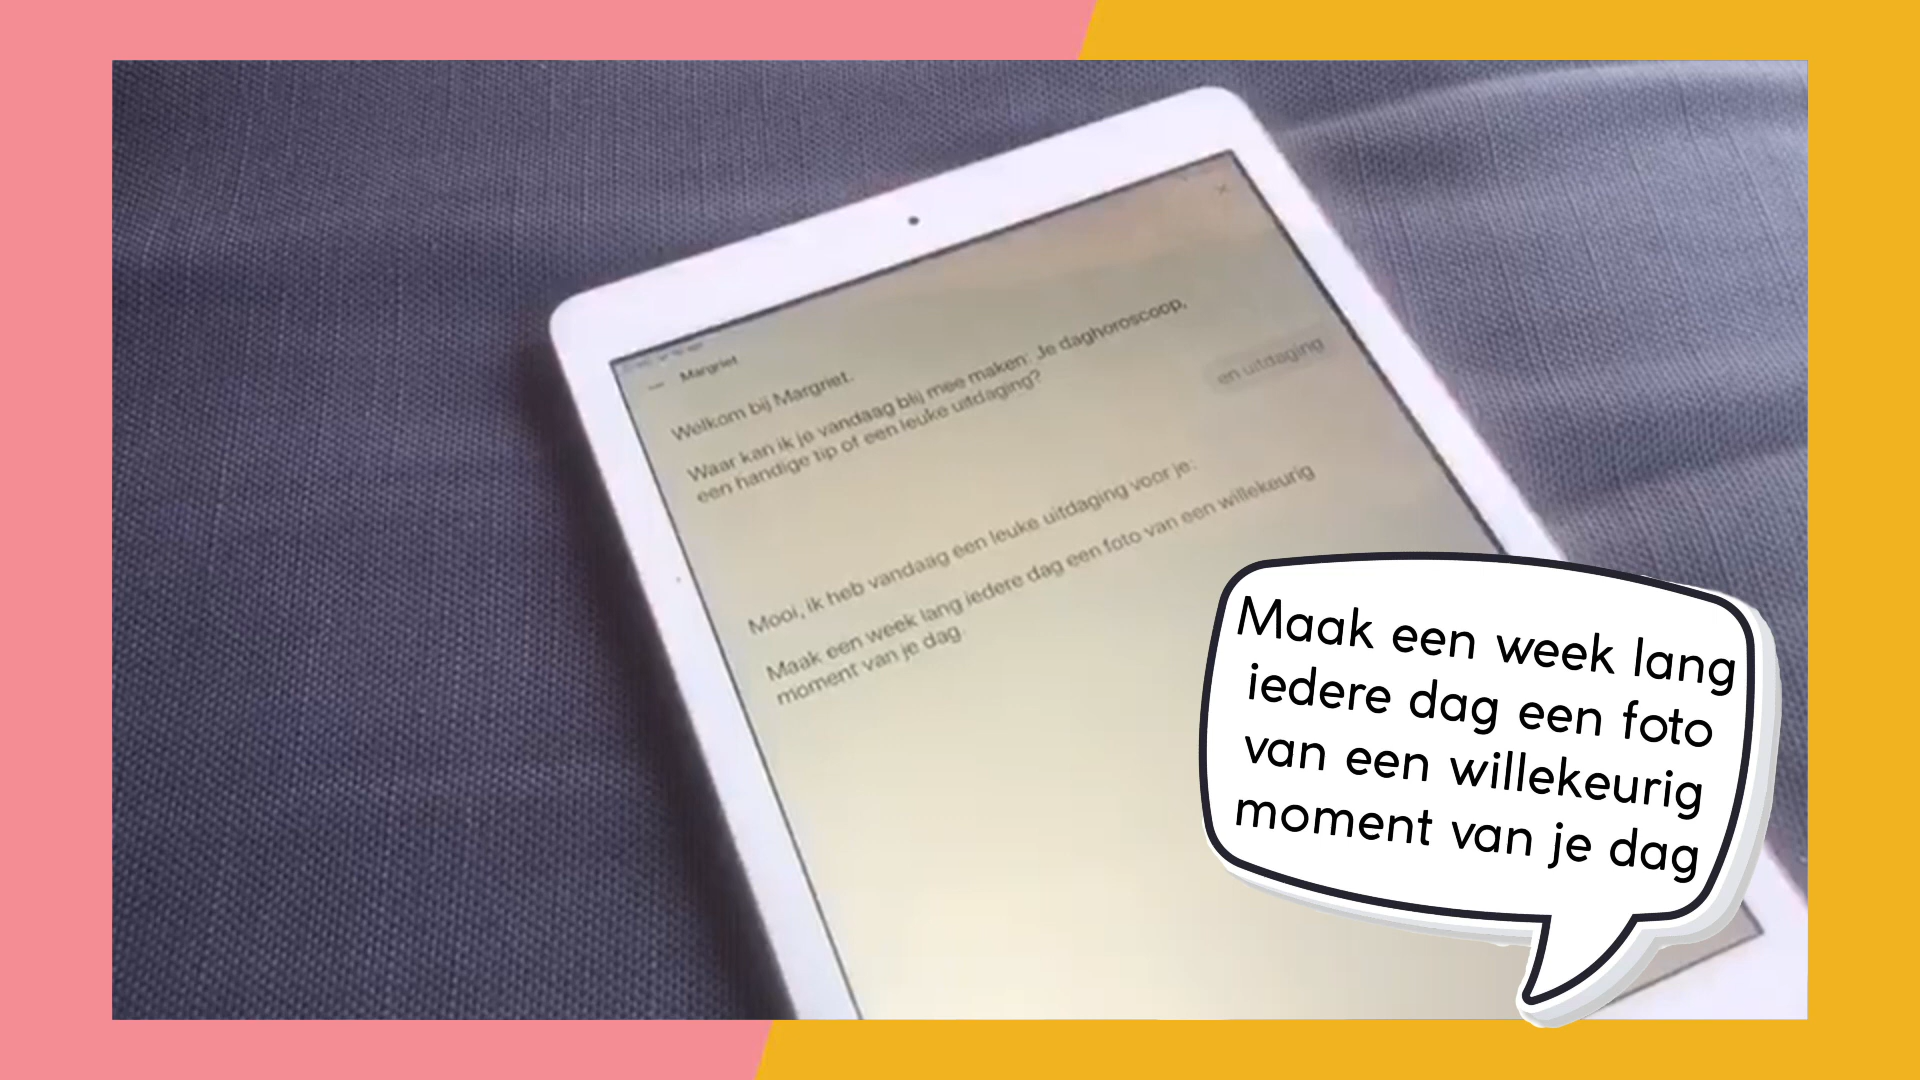 Margriet
Welkom bij Margriet.
Waar kan ik je vandaag blij mee maken: Je daghoroscoop,
een handige tip of een leuke uitdaging?
en uitdaging
Mooi, ik heb vandaag een leuke uitdaging voor je:
Maak een week lang iedere dag een foto van een willekeurig
moment van je dag.
Maak een week lang
iedere dag een foto
van een willekeurig
moment van je dag